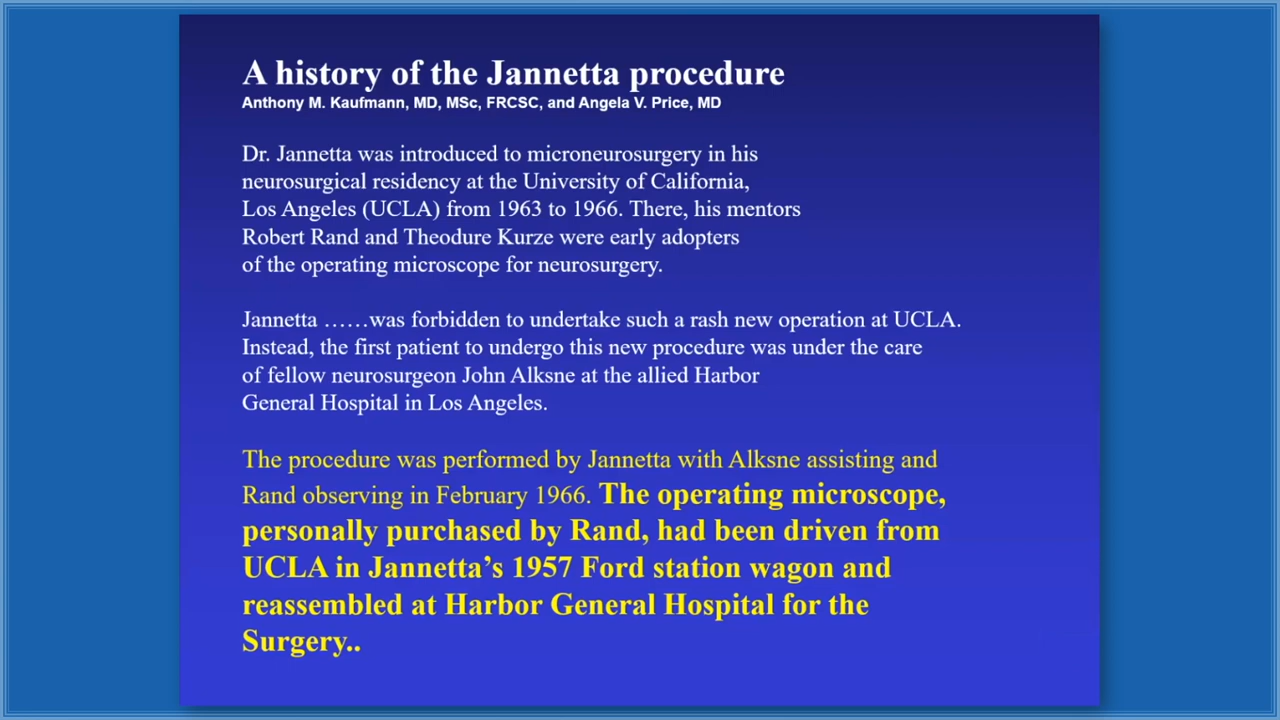 A history of the Jannetta procedure
Anthony M. Kaufmann, MD, MSc, FRCSC, and Angela V. Price, MD
Dr. Jannetta was introduced to microneurosurgery in his
neurosurgical residency at the University of California,
Los Angeles (UCLA) from 1963 to 1966. There, his mentors
Robert Rand and Theodure Kurze were early adopters
of the operating microscope for neurosurgery.
Jannetta ……was forbidden to undertake such a rash new operation at UCLA.
Instead, the first patient to undergo this new procedure was under the care
of fellow neurosurgeon John Alksne at the allied Harbor
General Hospital in Los Angeles.
The procedure was performed by Jannetta with Alksne assisting and
Rand observing in February 1966. The operating microscope,
personally purchased by Rand, had been driven from
UCLA in Jannetta’s 1957 Ford station wagon and
reassembled at Harbor General Hospital for the
Surgery..